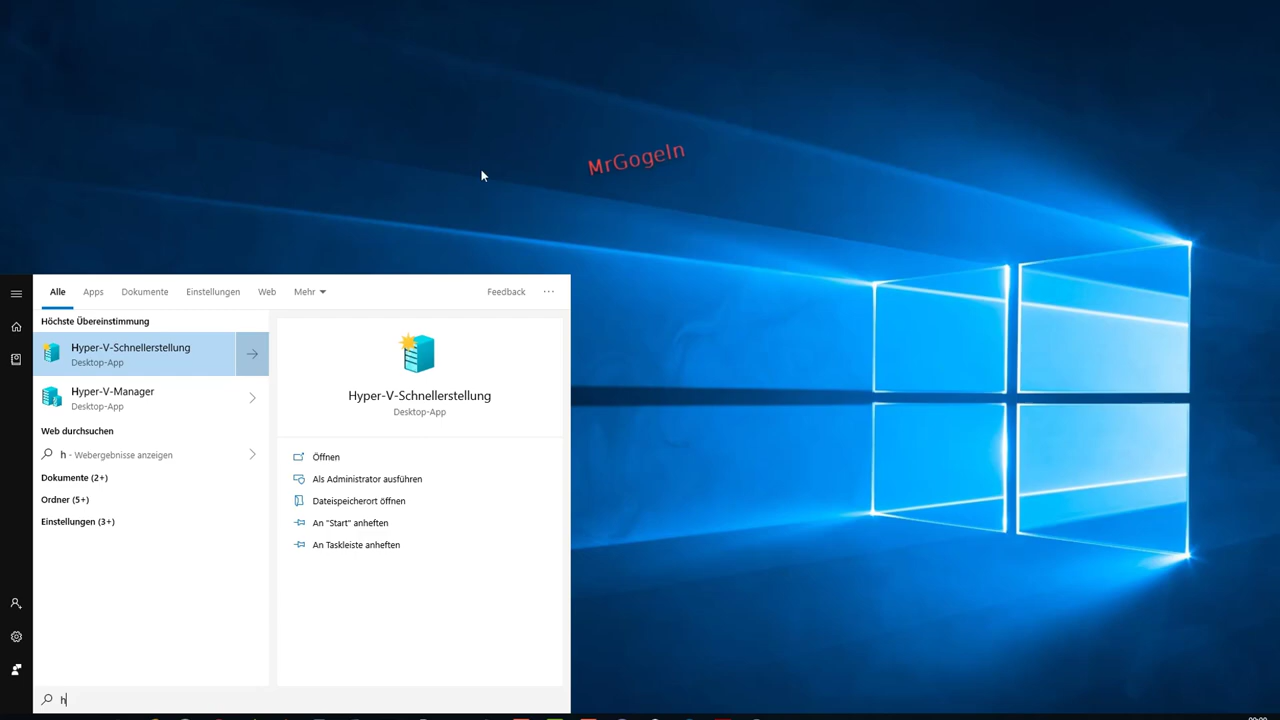 MrGogeln
Alle Apps Dokumente Einstellungen Web Mehr Feedback ...
Höchste Übereinstimmung
Hyper-V-Schnellerstellung
Desktop-App
Hyper-V-Manager
Desktop-App
Web durchsuchen
h - Webergebnisse anzeigen
Dokumente (2+)
Ordner (5+)
Einstellungen (3+)
Hyper-V-Schnellerstellung
Desktop-App
Öffnen
Als Administrator ausführen
Dateispeicherort öffnen
An "Start" anheften
An Taskleiste anheften
h